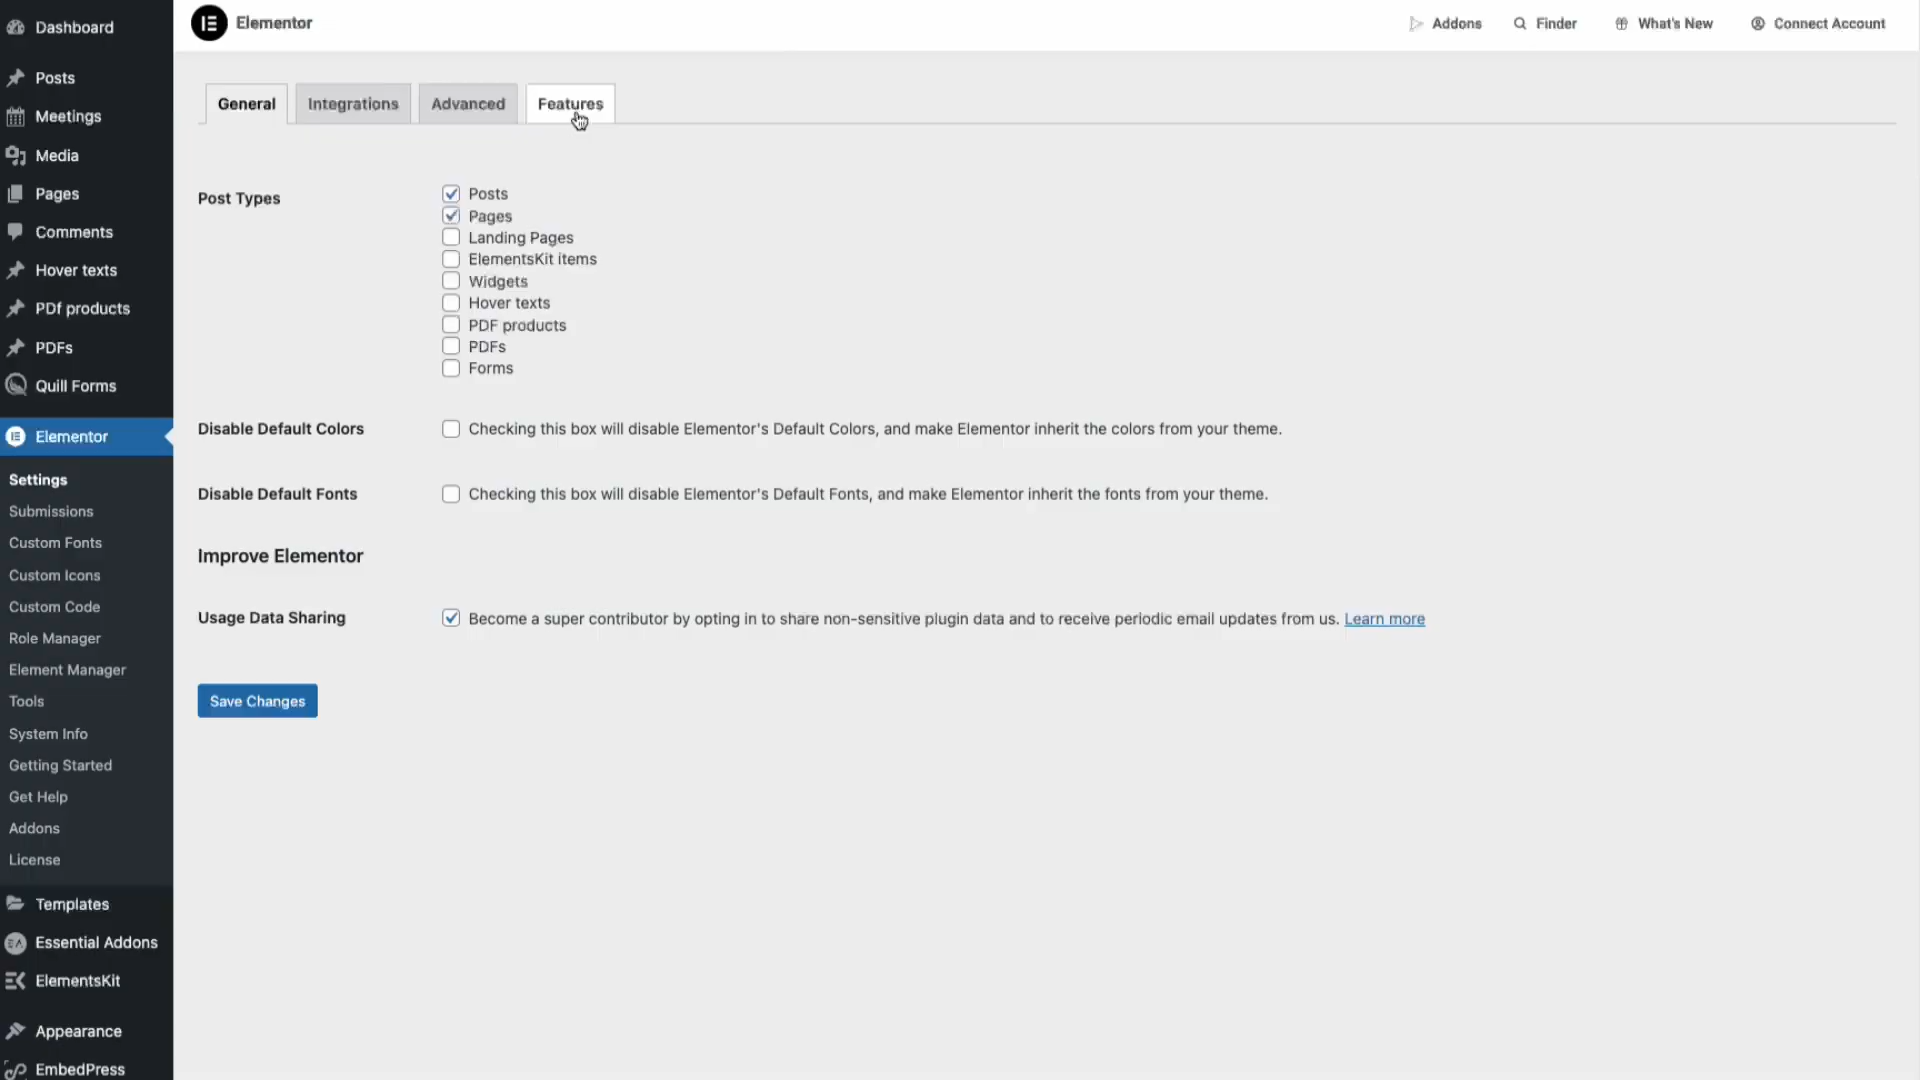 Dashboard
Posts
Meetings
Media
Pages
Comments
Hover texts
PDf products
PDFs
Quill Forms
Elementor
Settings
Submissions
Custom Fonts
Custom Icons
Custom Code
Role Manager
Element Manager
Tools
System Info
Getting Started
Get Help
Addons
License
Templates
Essential Addons
ElementsKit
Appearance
EmbedPress
Elementor
Addons
Finder
What's New
Connect Account
General
Integrations
Advanced
Features
Post Types
Posts
Pages
Landing Pages
ElementsKit items
Widgets
Hover texts
PDF products
PDFs
Forms
Disable Default Colors
Checking this box will disable Elementor's Default Colors, and make Elementor inherit the colors from your theme.
Disable Default Fonts
Checking this box will disable Elementor's Default Fonts, and make Elementor inherit the fonts from your theme.
Improve Elementor
Usage Data Sharing
Become a super contributor by opting in to share non-sensitive plugin data and to receive periodic email updates from us. Learn more
Save Changes